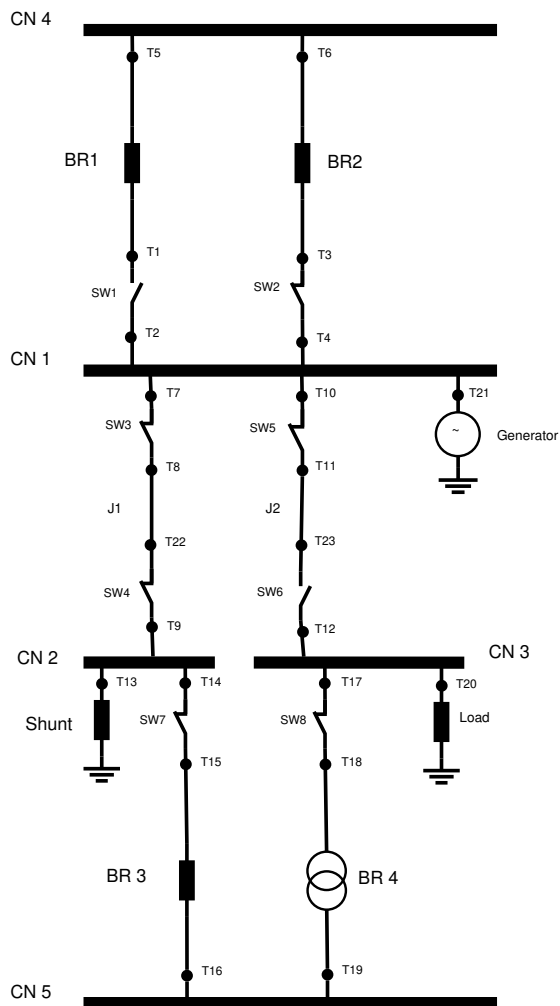 CN 4
T5
T6
BR1
BR2
T1
T3
SW1
SW2
T2
T4
CN 1
T7
T10
T21
SW3
SW5
~
Generator
T8
T11
J1
J2
T22
T23
SW4
SW6
T9
T12
CN 2
CN 3
T13
T14
T17
T20
Shunt
SW7
SW8
Load
T15
T18
BR 3
BR 4
T16
T19
CN 5